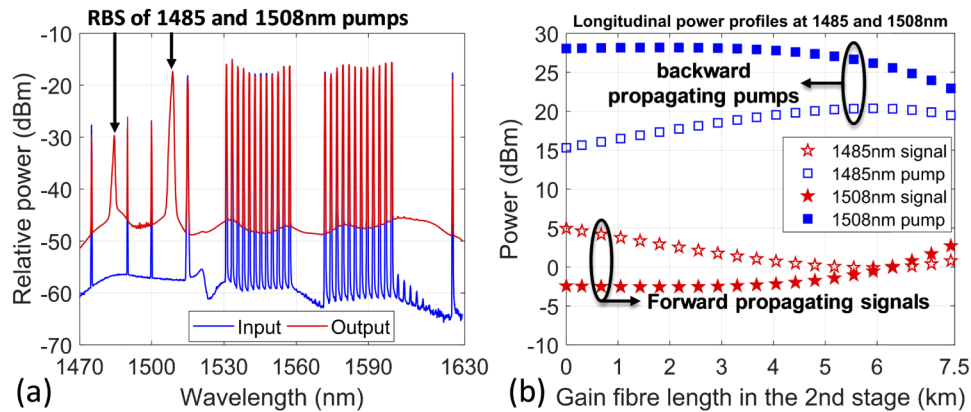 RBS of 1485 and 1508nm pumps
-10
-20
-30
-40
-50
-60
-70
Relative power (dBm)
Input
Output
1470
1500
1530
1560
1590
1630
Wavelength (nm)
(a)
Longitudinal power profiles at 1485 and 1508nm
30
25
20
15
10
5
0
-5
-10
Power (dBm)
backward
propagating pumps
1485nm signal
1485nm pump
1508nm signal
1508nm pump
Forward propagating signals
0
1
2
3
4
5
6
7.5
Gain fibre length in the 2nd stage (km)
(b)